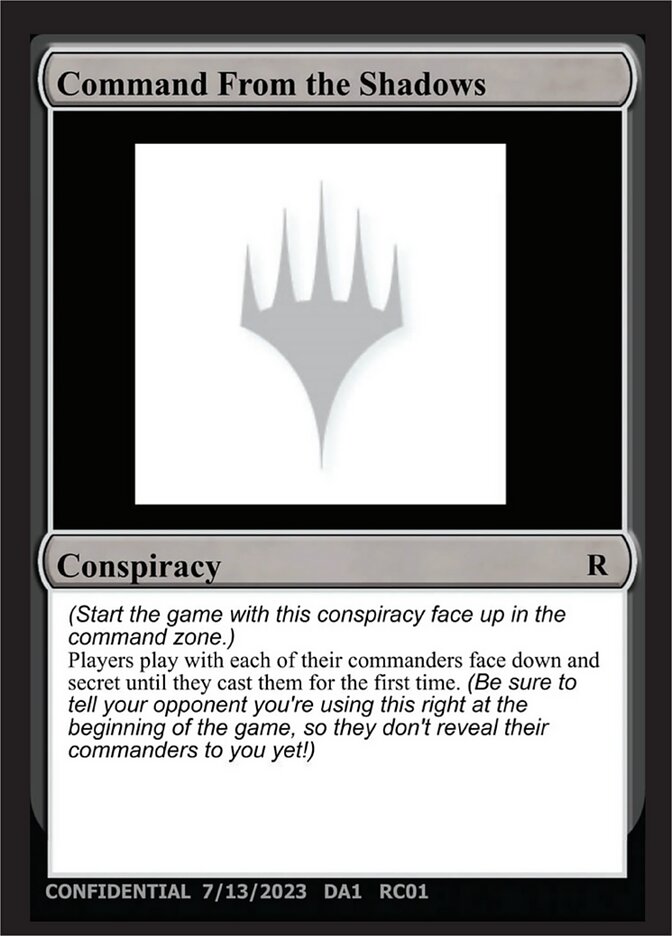 Command From the Shadows
Conspiracy R
(Start the game with this conspiracy face up in the
command zone.)
Players play with each of their commanders face down and
secret until they cast them for the first time. (Be sure to
tell your opponent you're using this right at the
beginning of the game, so they don't reveal their
commanders to you yet!)
CONFIDENTIAL 7/13/2023 DA1 RC01